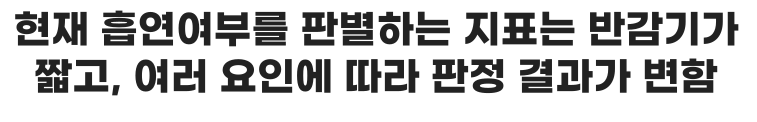 현재 흡연여부를 판별하는 지표는 반감기가
짧고, 여러 요인에 따라 판정 결과가 변함